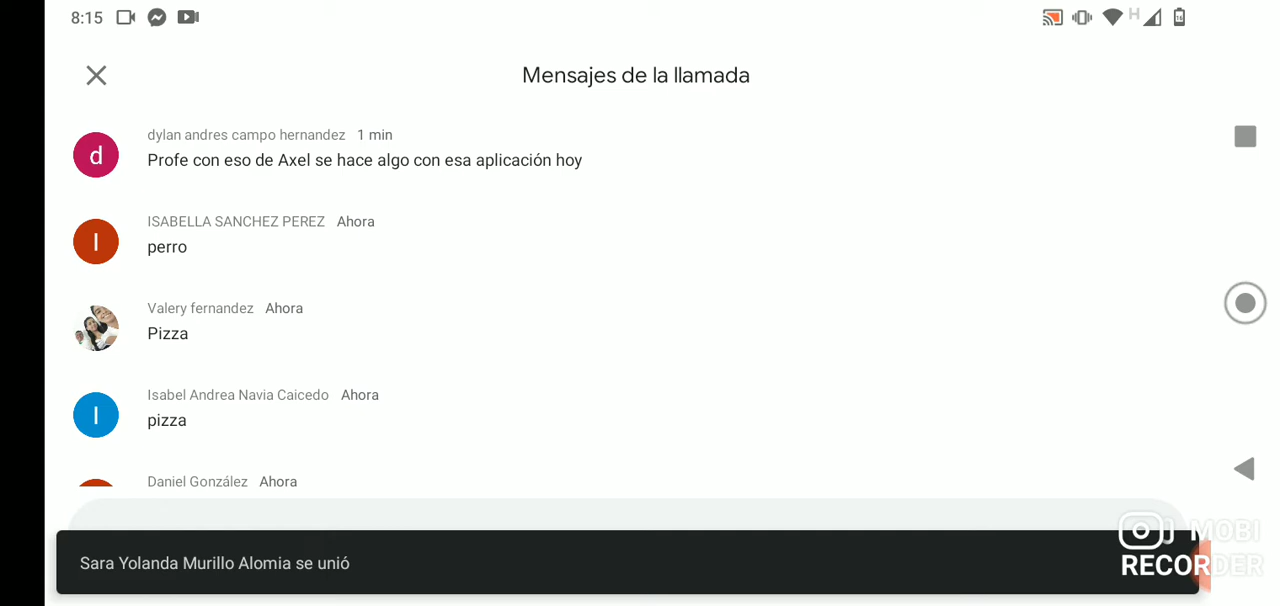 8:15
H
16
Mensajes de la llamada
d
dylan andres campo hernandez 1 min
Profe con eso de Axel se hace algo con esa aplicación hoy
I
ISABELLA SANCHEZ PEREZ Ahora
perro
Valery fernandez Ahora
Pizza
I
Isabel Andrea Navia Caicedo Ahora
pizza
Daniel González Ahora
Sara Yolanda Murillo Alomia se unió
MOBI
RECORDER